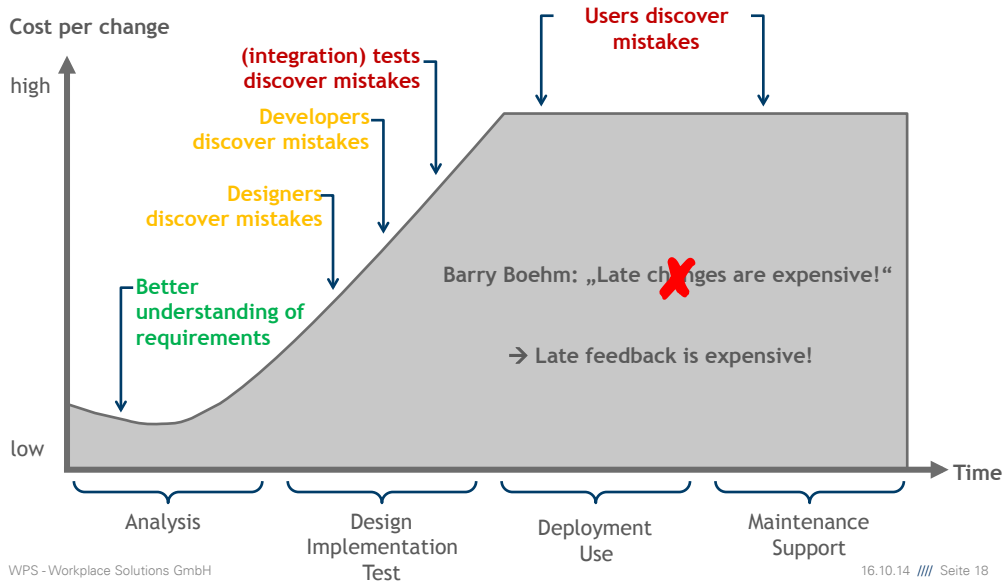 Cost per change
high
low
Users discover
mistakes
(integration) tests
discover mistakes
Developers
discover mistakes
Designers
discover mistakes
Better
understanding of
requirements
Barry Boehm: „Late changes are expensive!“
→ Late feedback is expensive!
Time
Analysis
Design
Implementation
Test
Deployment
Use
Maintenance
Support
WPS - Workplace Solutions GmbH
16.10.14 //// Seite 18